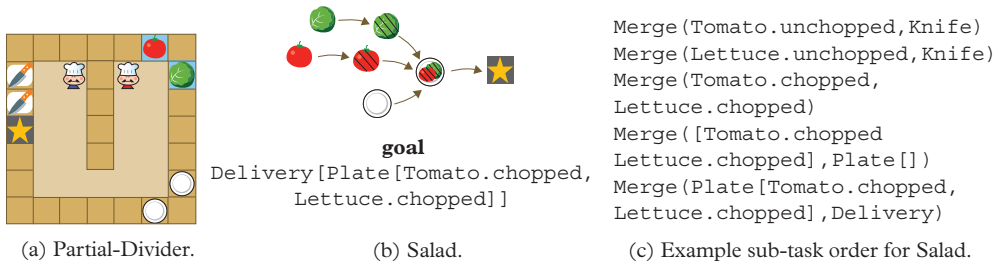 goal
Delivery[Plate[Tomato.chopped,
Lettuce.chopped]]
Merge(Tomato.unchopped,Knife)
Merge(Lettuce.unchopped,Knife)
Merge(Tomato.chopped,
Lettuce.chopped)
Merge([Tomato.chopped
Lettuce.chopped],Plate[])
Merge(Plate[Tomato.chopped,
Lettuce.chopped],Delivery)
(a) Partial-Divider.
(b) Salad.
(c) Example sub-task order for Salad.